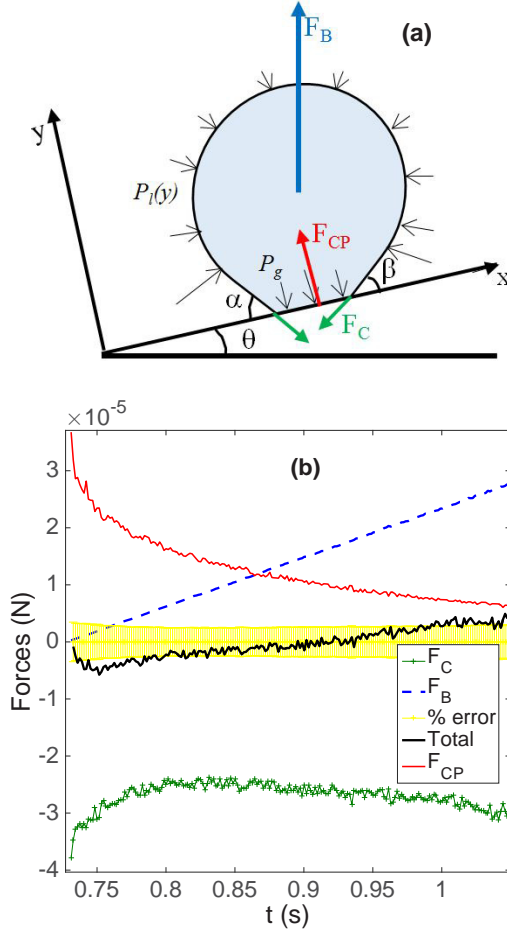 F_B
(a)
y
P_l(y)
F_CP
P_g
β
x
α
F_C
θ
×10^-5
(b)
3
2
1
0
-1
-2
-3
-4
Forces (N)
F_C
F_B
% error
Total
F_CP
0.75 0.8 0.85 0.9 0.95 1
t (s)